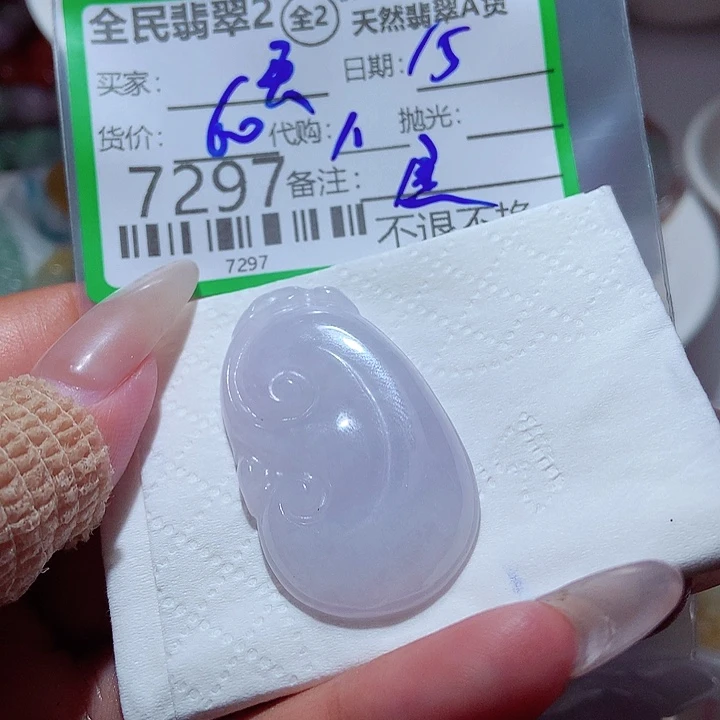 全民翡翠2 全2 天然翡翠A货
买家: 日期: 15
货价: 60 代购: 抛光:
7297 备注:
不退不换
7297